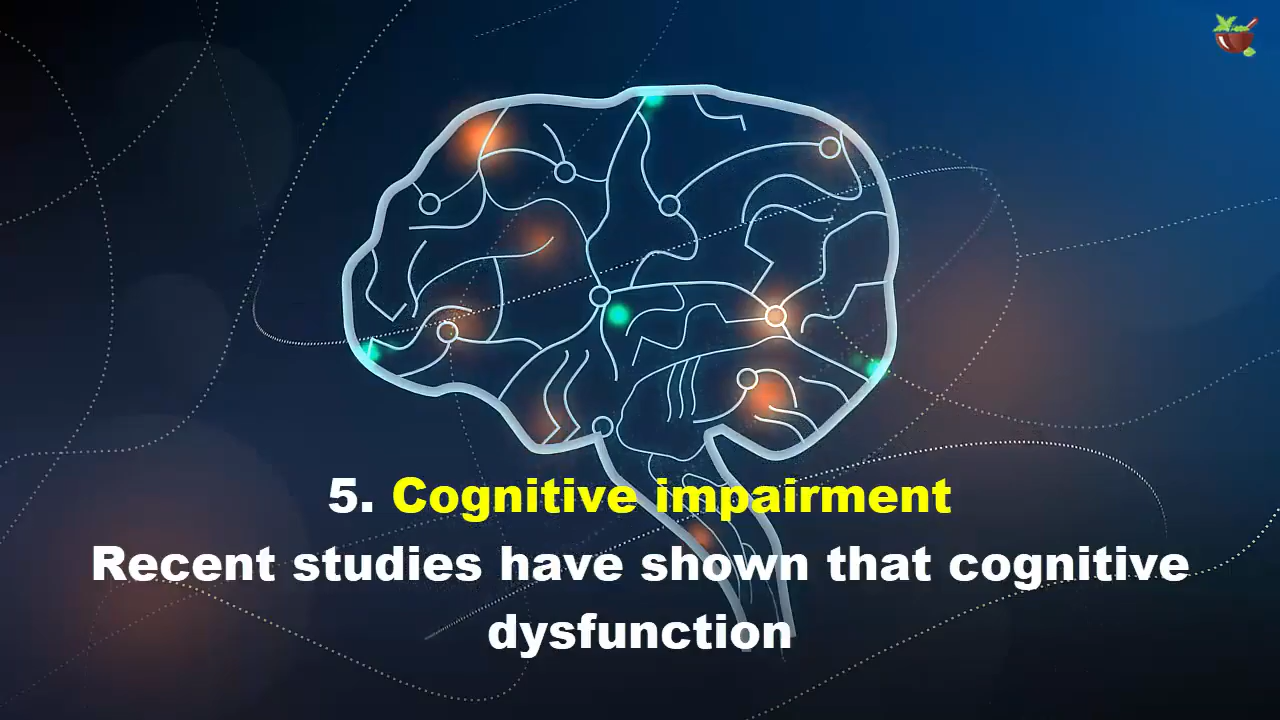 5. Cognitive impairment
Recent studies have shown that cognitive
dysfunction